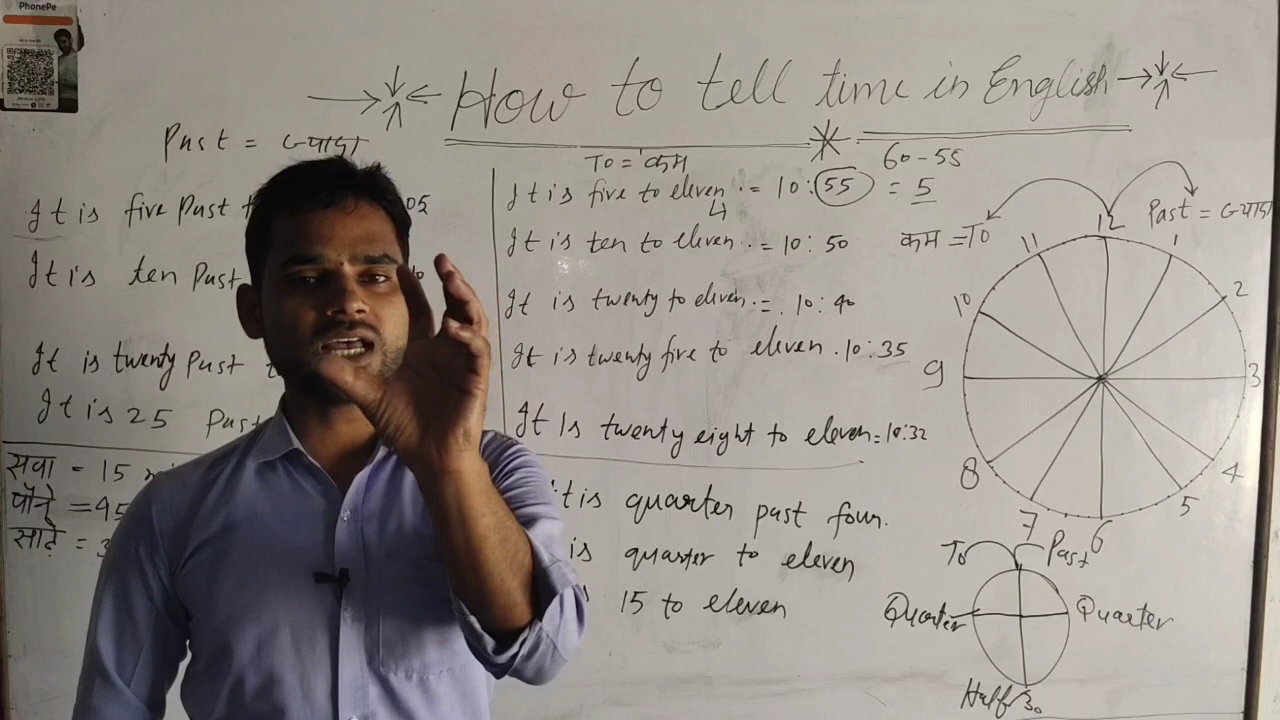 PhonePe
How to tell time in English
Past = ज्यादा
It is five Past
05
It is ten Past
It is twenty Past
It is 25 Past
सवा = 15
पौने = 45
साढ़े = 3
To = कम
60-55
It is five to eleven. = 10:55 = 5
It is ten to eleven. = 10:50
It is twenty to eleven. = 10:40
It is twenty five to eleven. 10:35
It Is twenty eight to eleven = 10:32
It is quarter past four.
is quarter to eleven
15 to eleven
कम = To
Past = ज्यादा
12
1
2
3
4
5
6
7
8
9
10
11
To
Past
Quarter
Quarter
Half 30